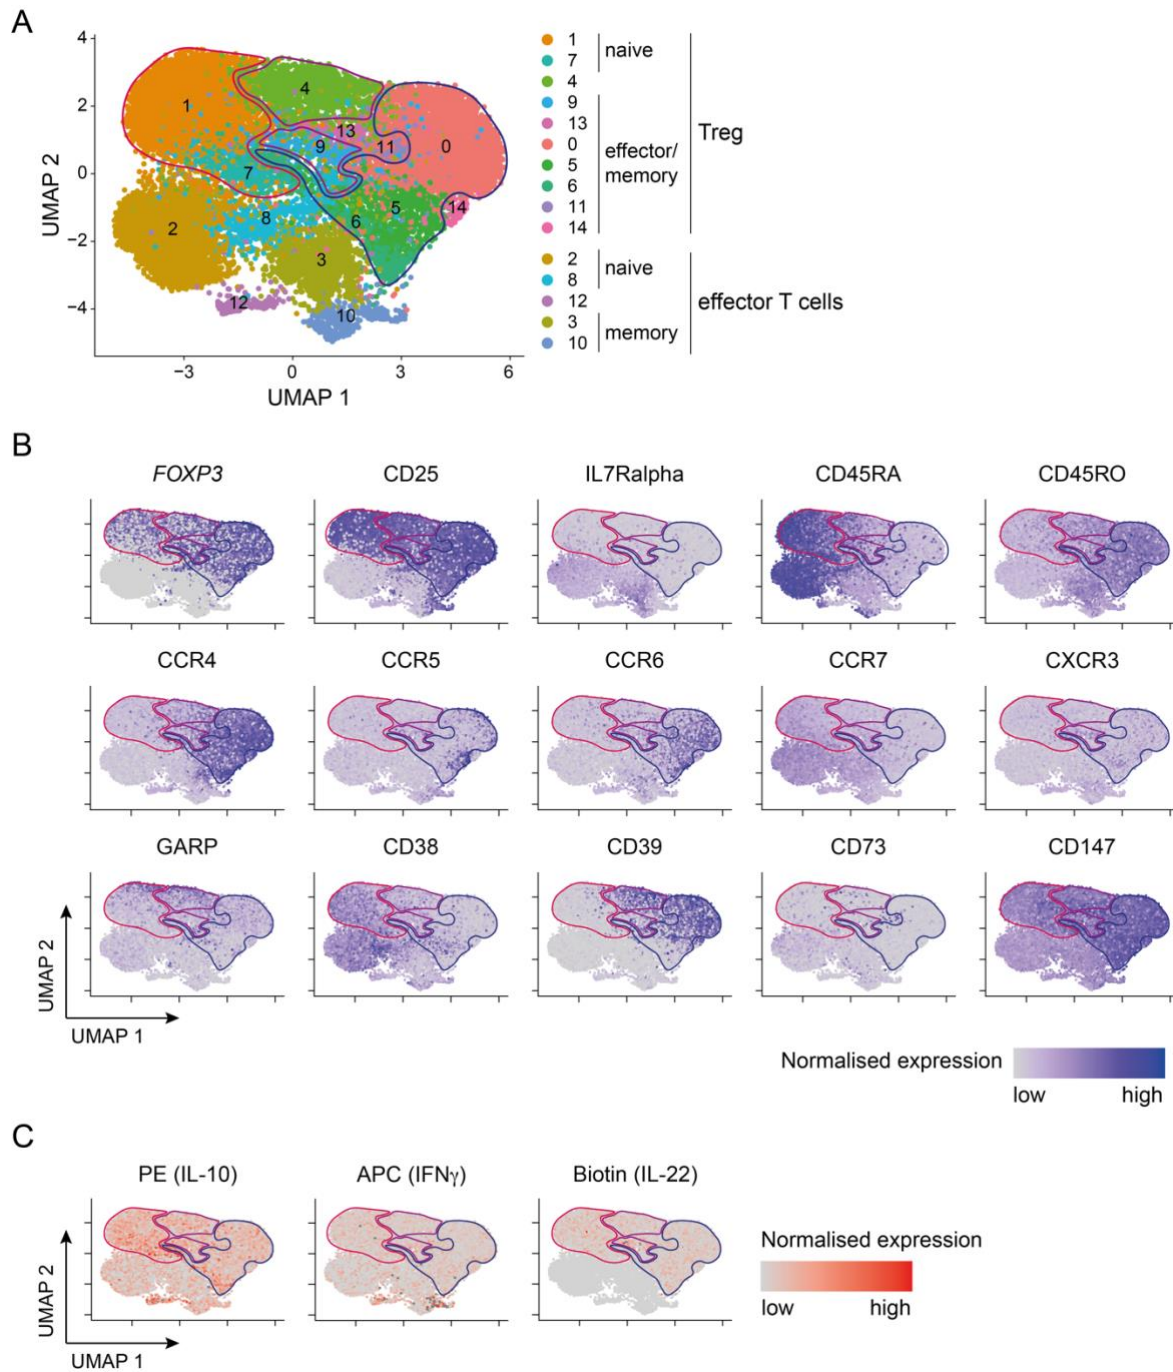 A
4
2
0
−2
−4
UMAP 2
−3
0
3
6
UMAP 1
1
4
13
9
11
0
7
8
5
14
6
2
3
12
10
1
7
naive
4
9
13
0
5
6
11
14
effector/
memory
Treg
2
8
naive
12
3
10
memory
effector T cells
B
FOXP3 CD25 IL7Ralpha CD45RA CD45RO
CCR4 CCR5 CCR6 CCR7 CXCR3
GARP CD38 CD39 CD73 CD147
UMAP 2
UMAP 1
Normalised expression
low high
C
PE (IL-10) APC (IFNγ) Biotin (IL-22)
UMAP 2
UMAP 1
Normalised expression
low high